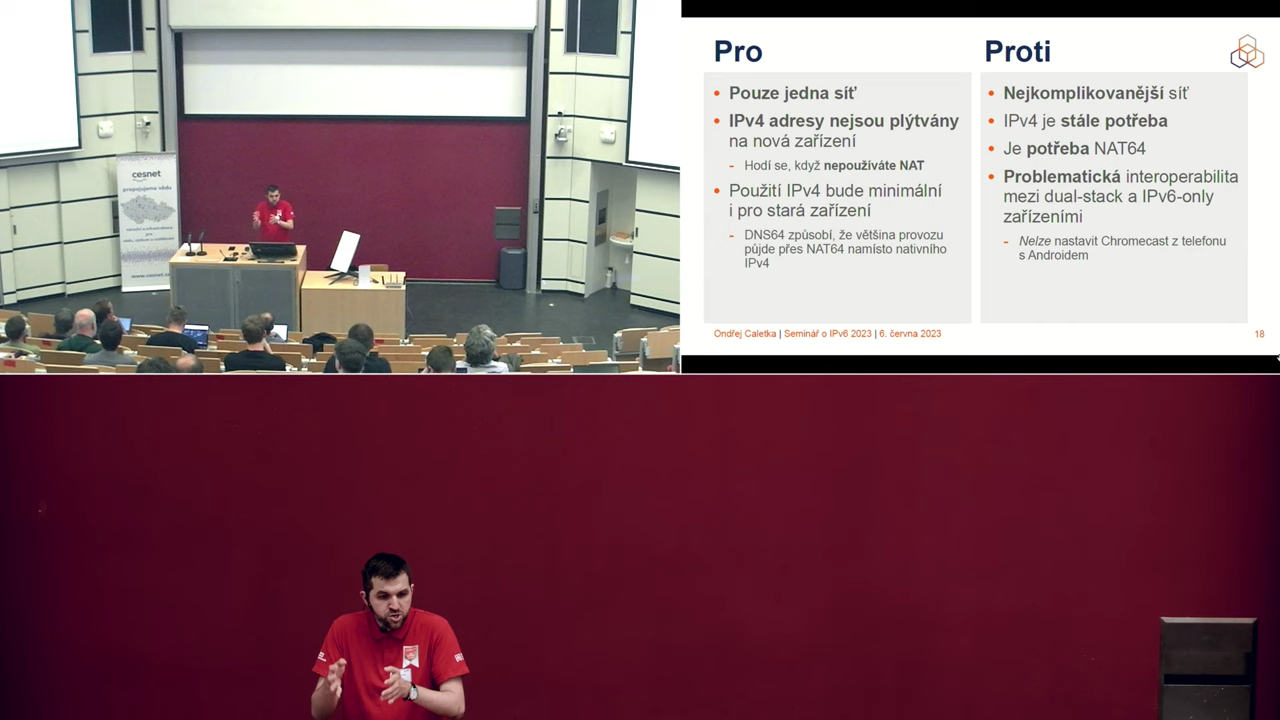 cesnet
propojujeme vědu
www.cesnet.cz
Pro
• Pouze jedna síť
• IPv4 adresy nejsou plýtvány
na nová zařízení
- Hodí se, když nepoužíváte NAT
• Použití IPv4 bude minimální
i pro stará zařízení
- DNS64 způsobí, že většina provozu
půjde přes NAT64 namísto nativního
IPv4
Proti
• Nejkomplikovanější síť
• IPv4 je stále potřeba
• Je potřeba NAT64
• Problematická interoperabilita
mezi dual-stack a IPv6-only
zařízeními
- Nelze nastavit Chromecast z telefonu
s Androidem
Ondřej Caletka | Seminář o IPv6 2023 | 6. června 2023
18